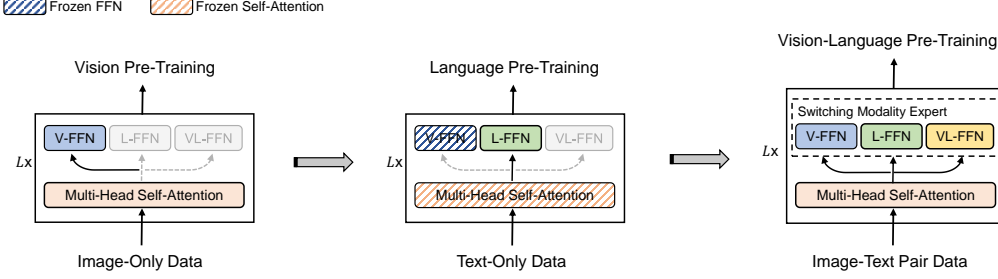 Frozen FFN
Frozen Self-Attention
Vision Pre-Training
V-FFN L-FFN VL-FFN
Lx
Multi-Head Self-Attention
Image-Only Data
Language Pre-Training
V-FFN L-FFN VL-FFN
Lx
Multi-Head Self-Attention
Text-Only Data
Vision-Language Pre-Training
Switching Modality Expert
V-FFN L-FFN VL-FFN
Lx
Multi-Head Self-Attention
Image-Text Pair Data